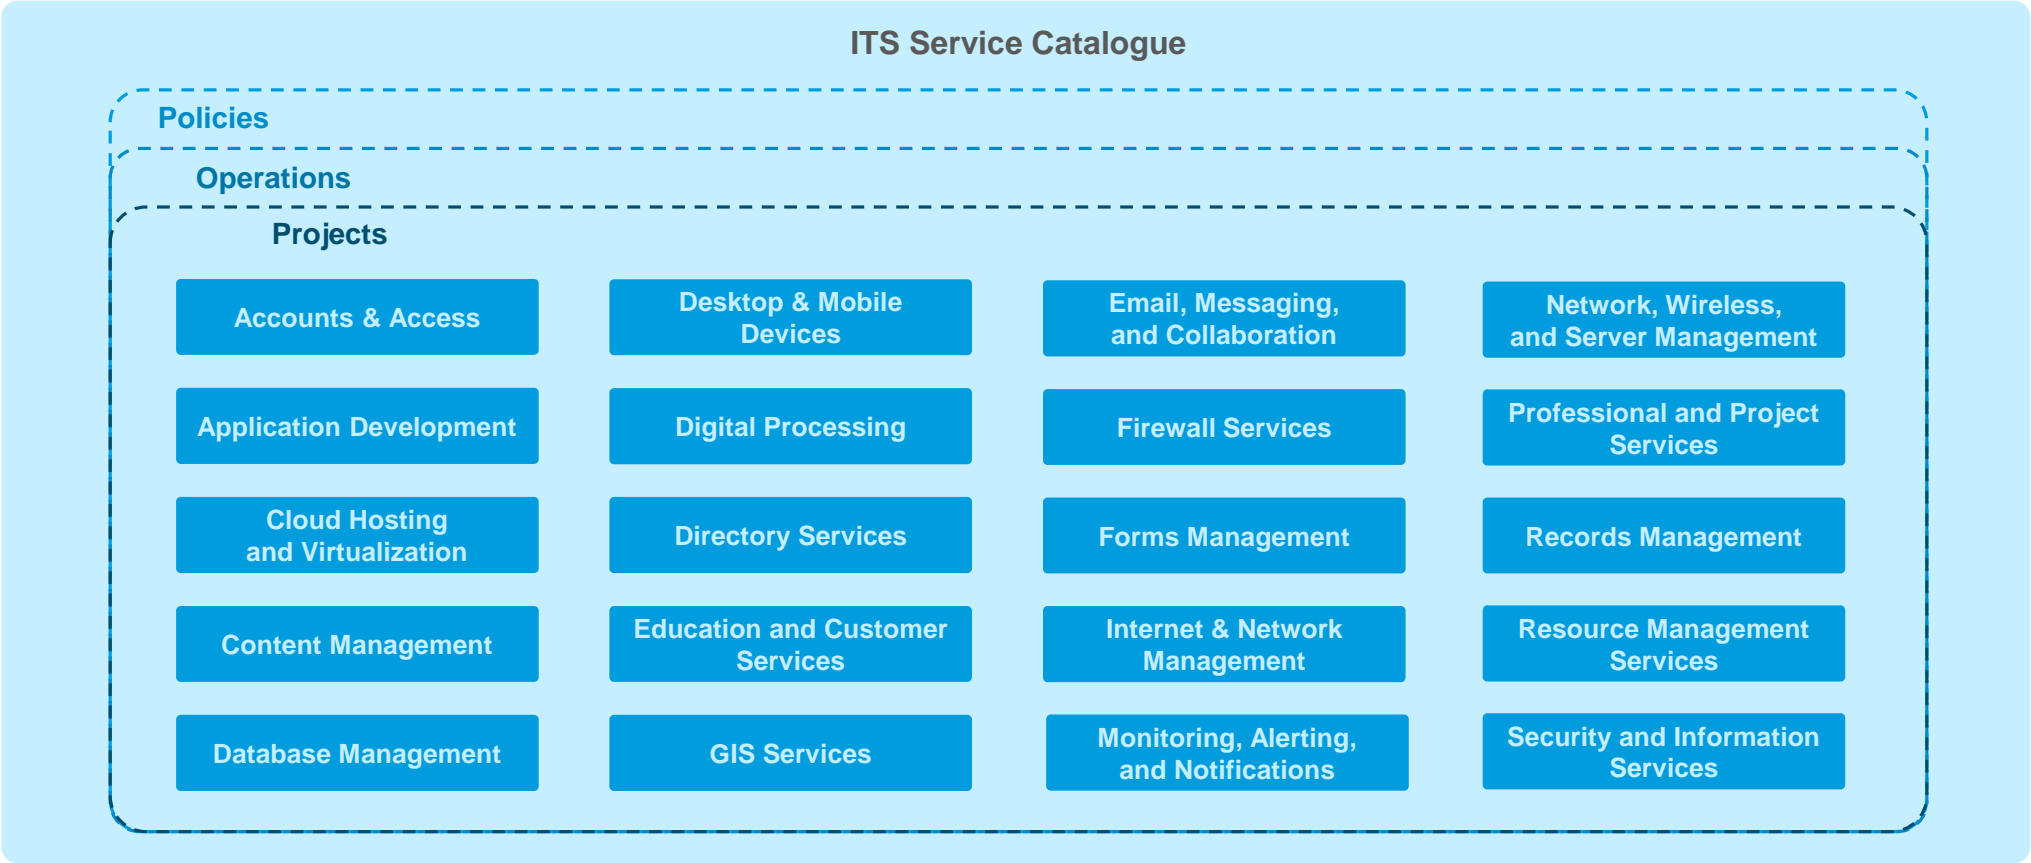 ITS Service Catalogue
Policies
Operations
Projects
Accounts & Access
Application Development
Cloud Hosting
and Virtualization
Content Management
Database Management
Desktop & Mobile
Devices
Digital Processing
Directory Services
Education and Customer
Services
GIS Services
Email, Messaging,
and Collaboration
Firewall Services
Forms Management
Internet & Network
Management
Monitoring, Alerting,
and Notifications
Network, Wireless,
and Server Management
Professional and Project
Services
Records Management
Resource Management
Services
Security and Information
Services